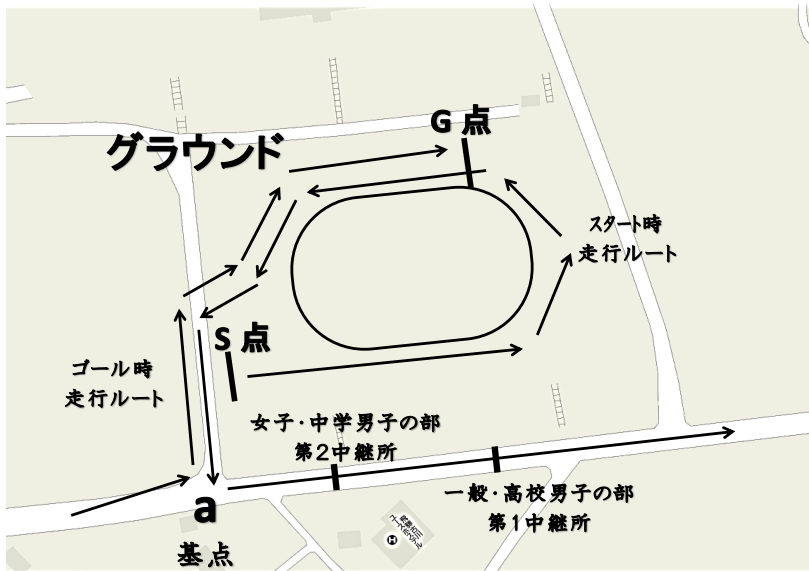 G 点
グラウンド
スタート時
走行ルート
S 点
ゴール時
走行ルート
女子・中学男子の部
第2中継所
一般・高校男子の部
第1中継所
a
基点